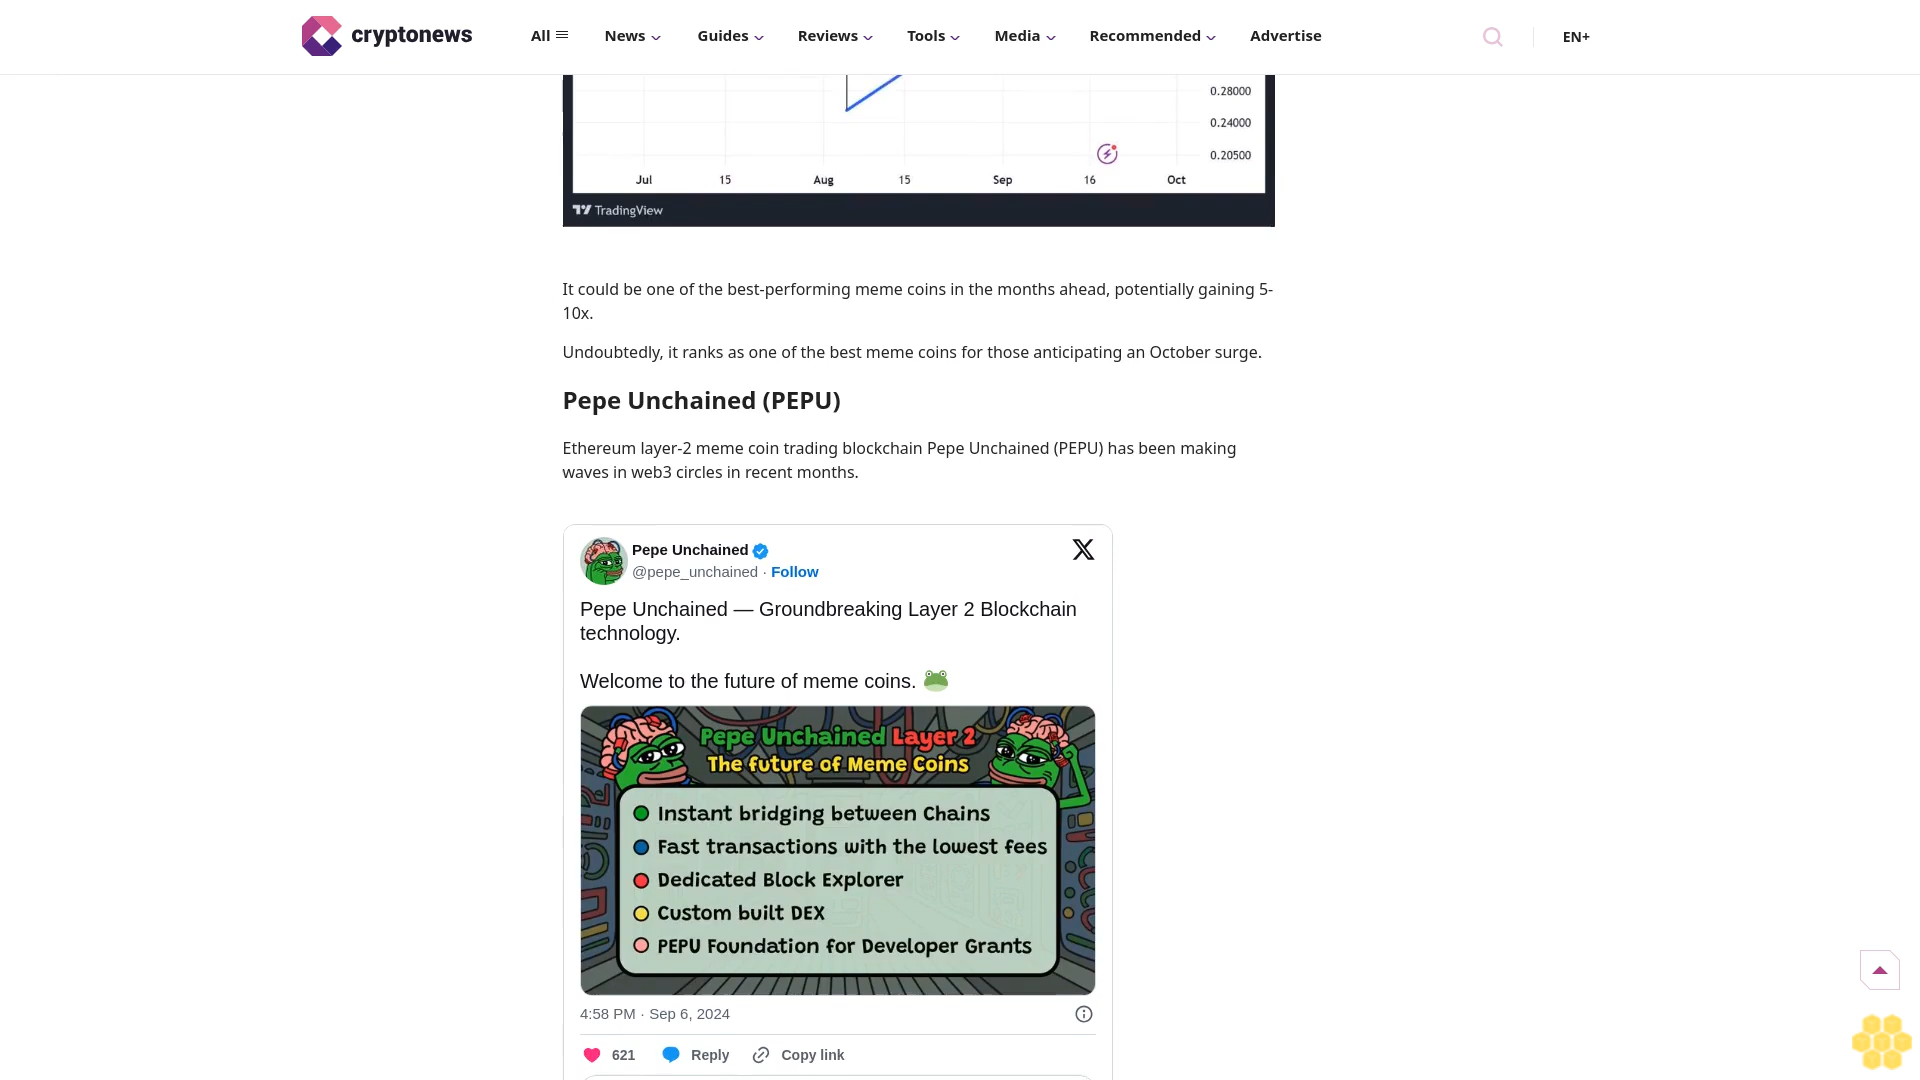 cryptonews
All
News
Guides
Reviews
Tools
Media
Recommended
Advertise
EN+
0.28000
0.24000
0.20500
Jul 15 Aug 15 Sep 16 Oct
TradingView
It could be one of the best-performing meme coins in the months ahead, potentially gaining 5-
10x.
Undoubtedly, it ranks as one of the best meme coins for those anticipating an October surge.
Pepe Unchained (PEPU)
Ethereum layer-2 meme coin trading blockchain Pepe Unchained (PEPU) has been making
waves in web3 circles in recent months.
Pepe Unchained
@pepe_unchained · Follow
Pepe Unchained — Groundbreaking Layer 2 Blockchain
technology.
Welcome to the future of meme coins. 🐸
Pepe Unchained Layer 2
The future of Meme Coins
Instant bridging between Chains
Fast transactions with the lowest fees
Dedicated Block Explorer
Custom built DEX
PEPU Foundation for Developer Grants
4:58 PM · Sep 6, 2024
621 Reply Copy link